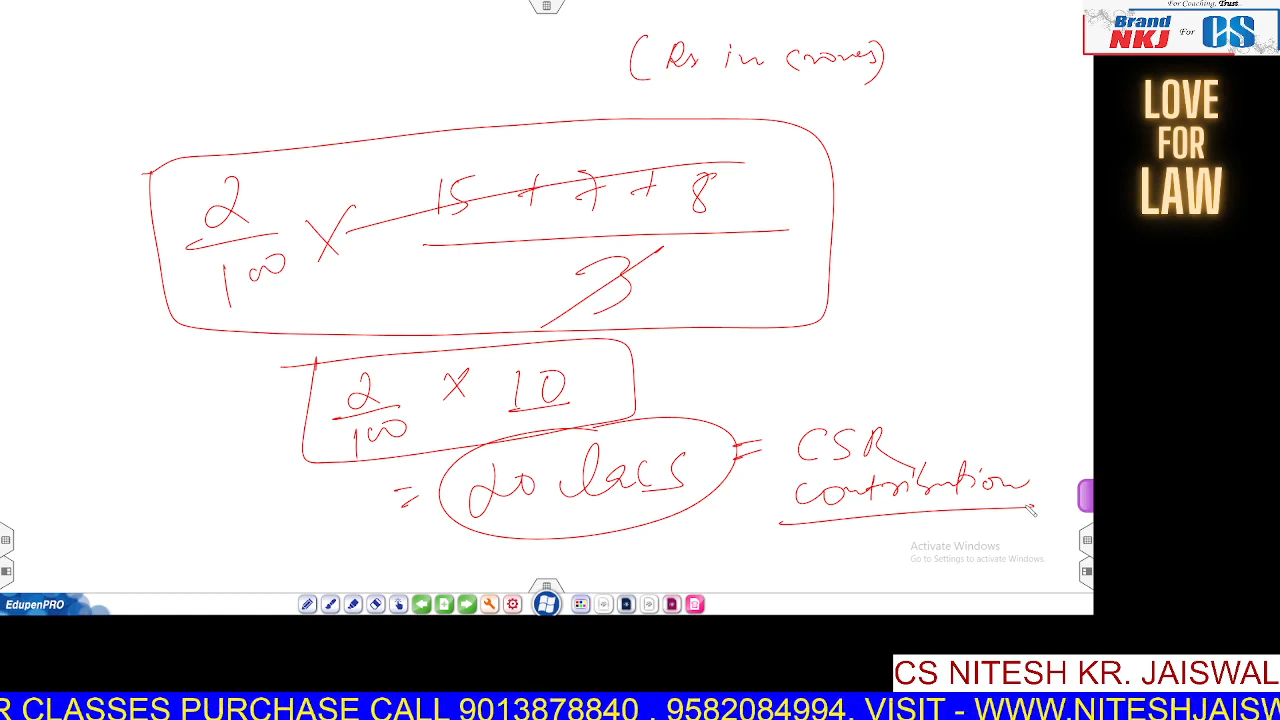 For Coaching, Trust
Brand
NKJ
For
CS
(Rs in crores)
LOVE
FOR
LAW
2/100 × 15 + 7 + 8 / 3
2/100 × 10
= 20 lacs = CSR
contribution
Activate Windows
Go to Settings to activate Windows.
EdupenPRO
CS NITESH KR. JAISWAL
R CLASSES PURCHASE CALL 9013878840 , 9582084994, VISIT - WWW.NITESHJAISW